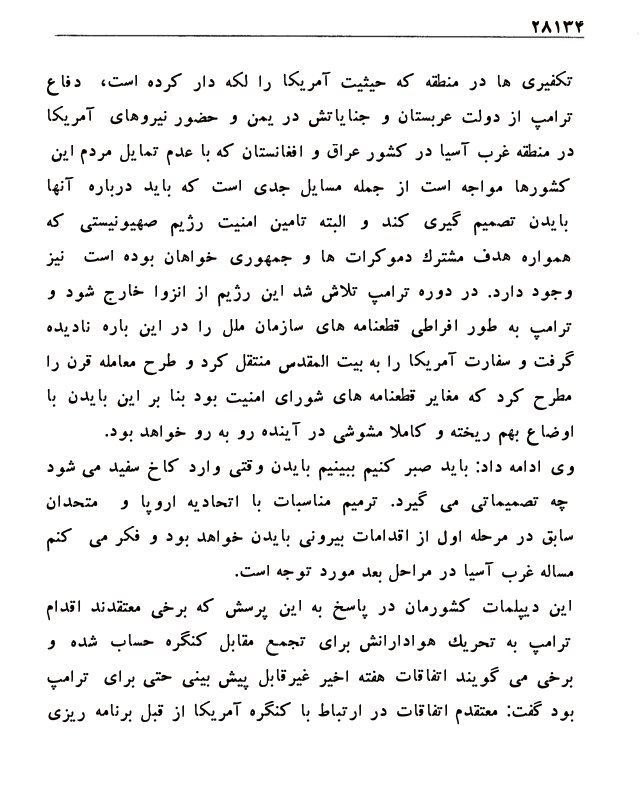 ۲۸۱۳۴
تکفیری ها در منطقه که حیثیت آمریکا را لکه دار کرده است، دفاع
ترامپ از دولت عربستان و جنایاتش در یمن و حضور نیروهای آمریکا
در منطقه غرب آسیا در کشور عراق و افغانستان که با عدم تمایل مردم این
کشورها مواجه است از جمله مسایل جدی است که باید درباره آنها
بایدن تصمیم گیری کند و البته تامین امنیت رژیم صهیونیستی که
همواره هدف مشترك دموکرات ها و جمهوری خواهان بوده است نیز
وجود دارد. در دوره ترامپ تلاش شد این رژیم از انزوا خارج شود و
ترامپ به طور افراطی قطعنامه های سازمان ملل را در این باره نادیده
گرفت و سفارت آمریکا را به بیت المقدس منتقل کرد و طرح معامله قرن را
مطرح کرد که مغایر قطعنامه های شورای امنیت بود بنا بر این بایدن با
اوضاع بهم ریخته و کاملا مشوشی در آینده رو به رو خواهد بود.
وی ادامه داد: باید صبر کنیم ببینیم بایدن وقتی وارد کاخ سفید می شود
چه تصمیماتی می گیرد. ترمیم مناسبات با اتحادیه اروپا و متحدان
سابق در مرحله اول از اقدامات بیرونی بایدن خواهد بود و فکر می کنم
مساله غرب آسیا در مراحل بعد مورد توجه است.
این دیپلمات کشورمان در پاسخ به این پرسش که برخی معتقدند اقدام
ترامپ به تحریك هوادارانش برای تجمع مقابل کنگره حساب شده و
برخی می گویند اتفاقات هفته اخیر غیرقابل پیش بینی حتی برای ترامپ
بود گفت: معتقدم اتفاقات در ارتباط با کنگره آمریکا از قبل برنامه ریزی